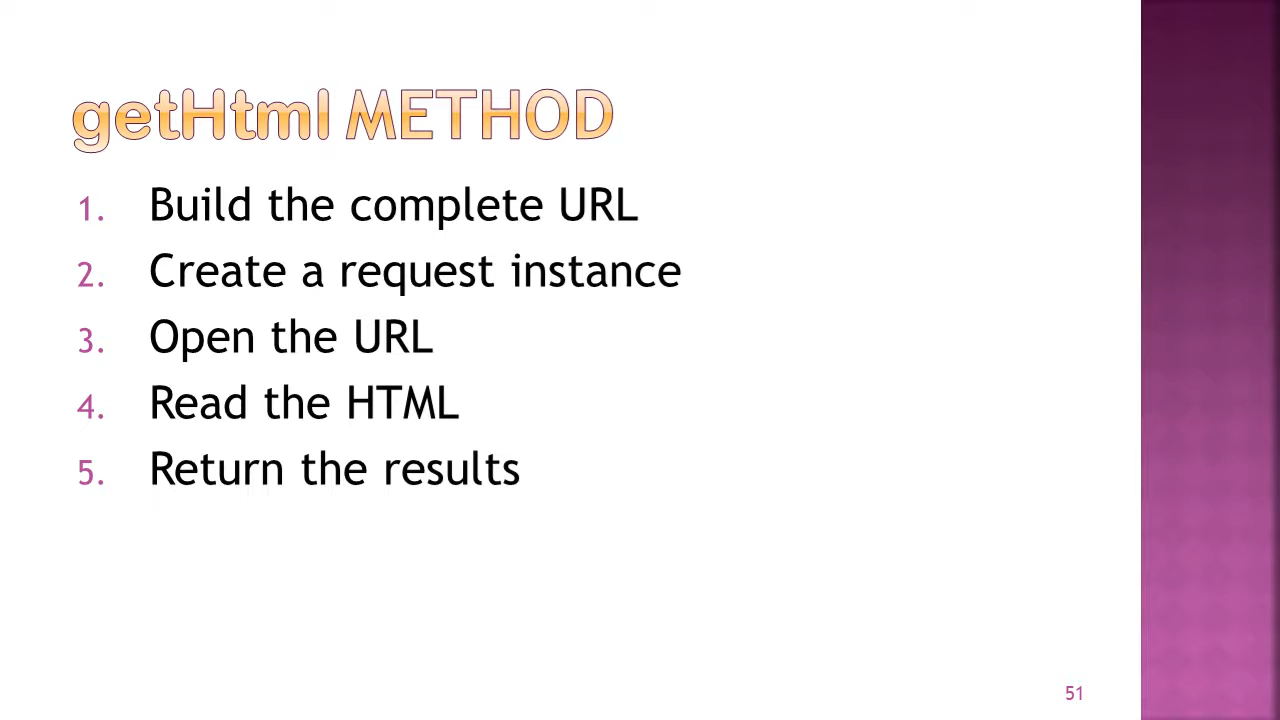 getHtml METHOD
1. Build the complete URL
2. Create a request instance
3. Open the URL
4. Read the HTML
5. Return the results
51